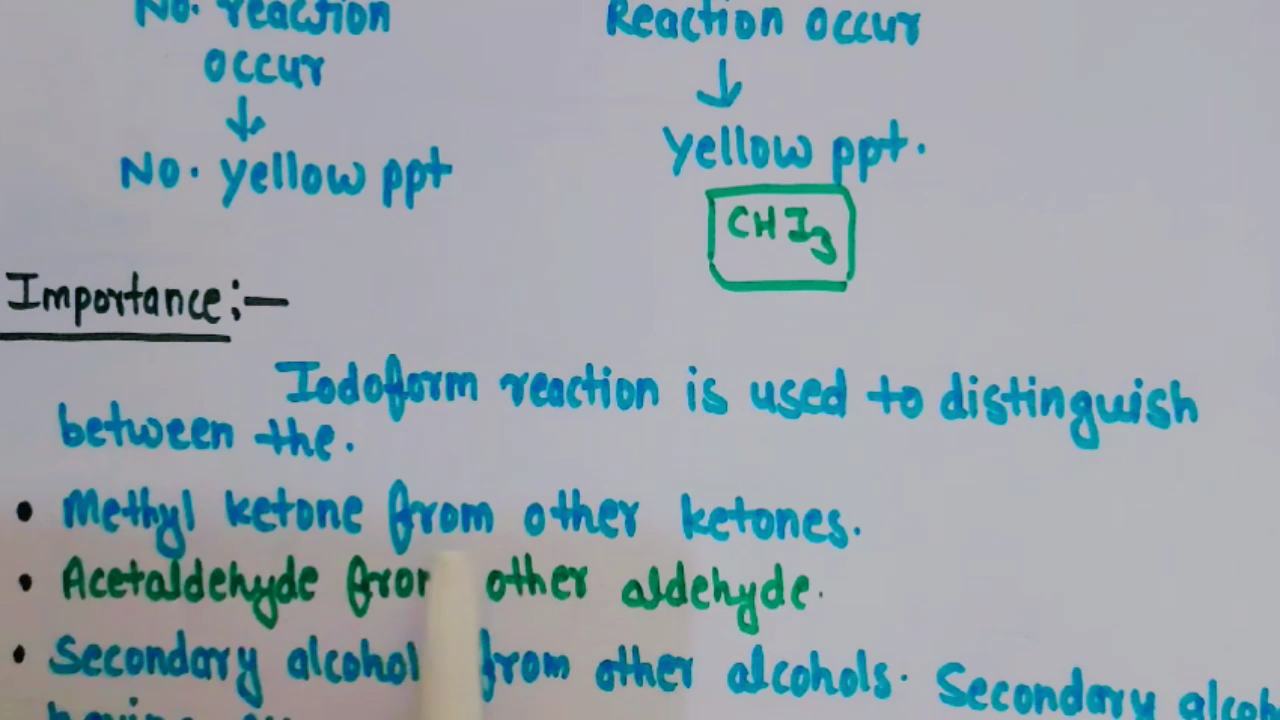 No. reaction
occur
↓
No. yellow ppt
Reaction occur
↓
Yellow ppt.
CHI3
Importance:-
Iodoform reaction is used to distinguish
between the.
• Methyl ketone from other ketones.
• Acetaldehyde from other aldehyde.
• Secondary alcohol from other alcohols. Secondary
having